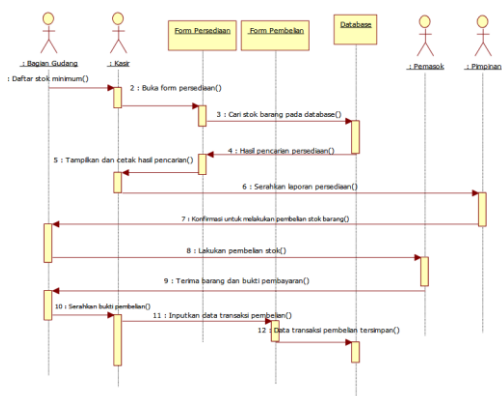 Form Persediaan
Form Pembelian
Database
: Bagian Gudang
: Kasir
: Pemasok
: Pimpinan
: Daftar stok minimum()
2 : Buka form persediaan()
3 : Cari stok barang pada database()
4 : Hasil pencarian persediaan()
5 : Tampilkan dan cetak hasil pencarian()
6 : Serahkan laporan persediaan()
7 : Konfirmasi untuk melakukan pembelian stok barang()
8 : Lakukan pembelian stok()
9 : Terima barang dan bukti pembayaran()
10 : Serahkan bukti pembelian()
11 : Inputkan data transaksi pembelian()
12 : Data transaksi pembelian tersimpan()